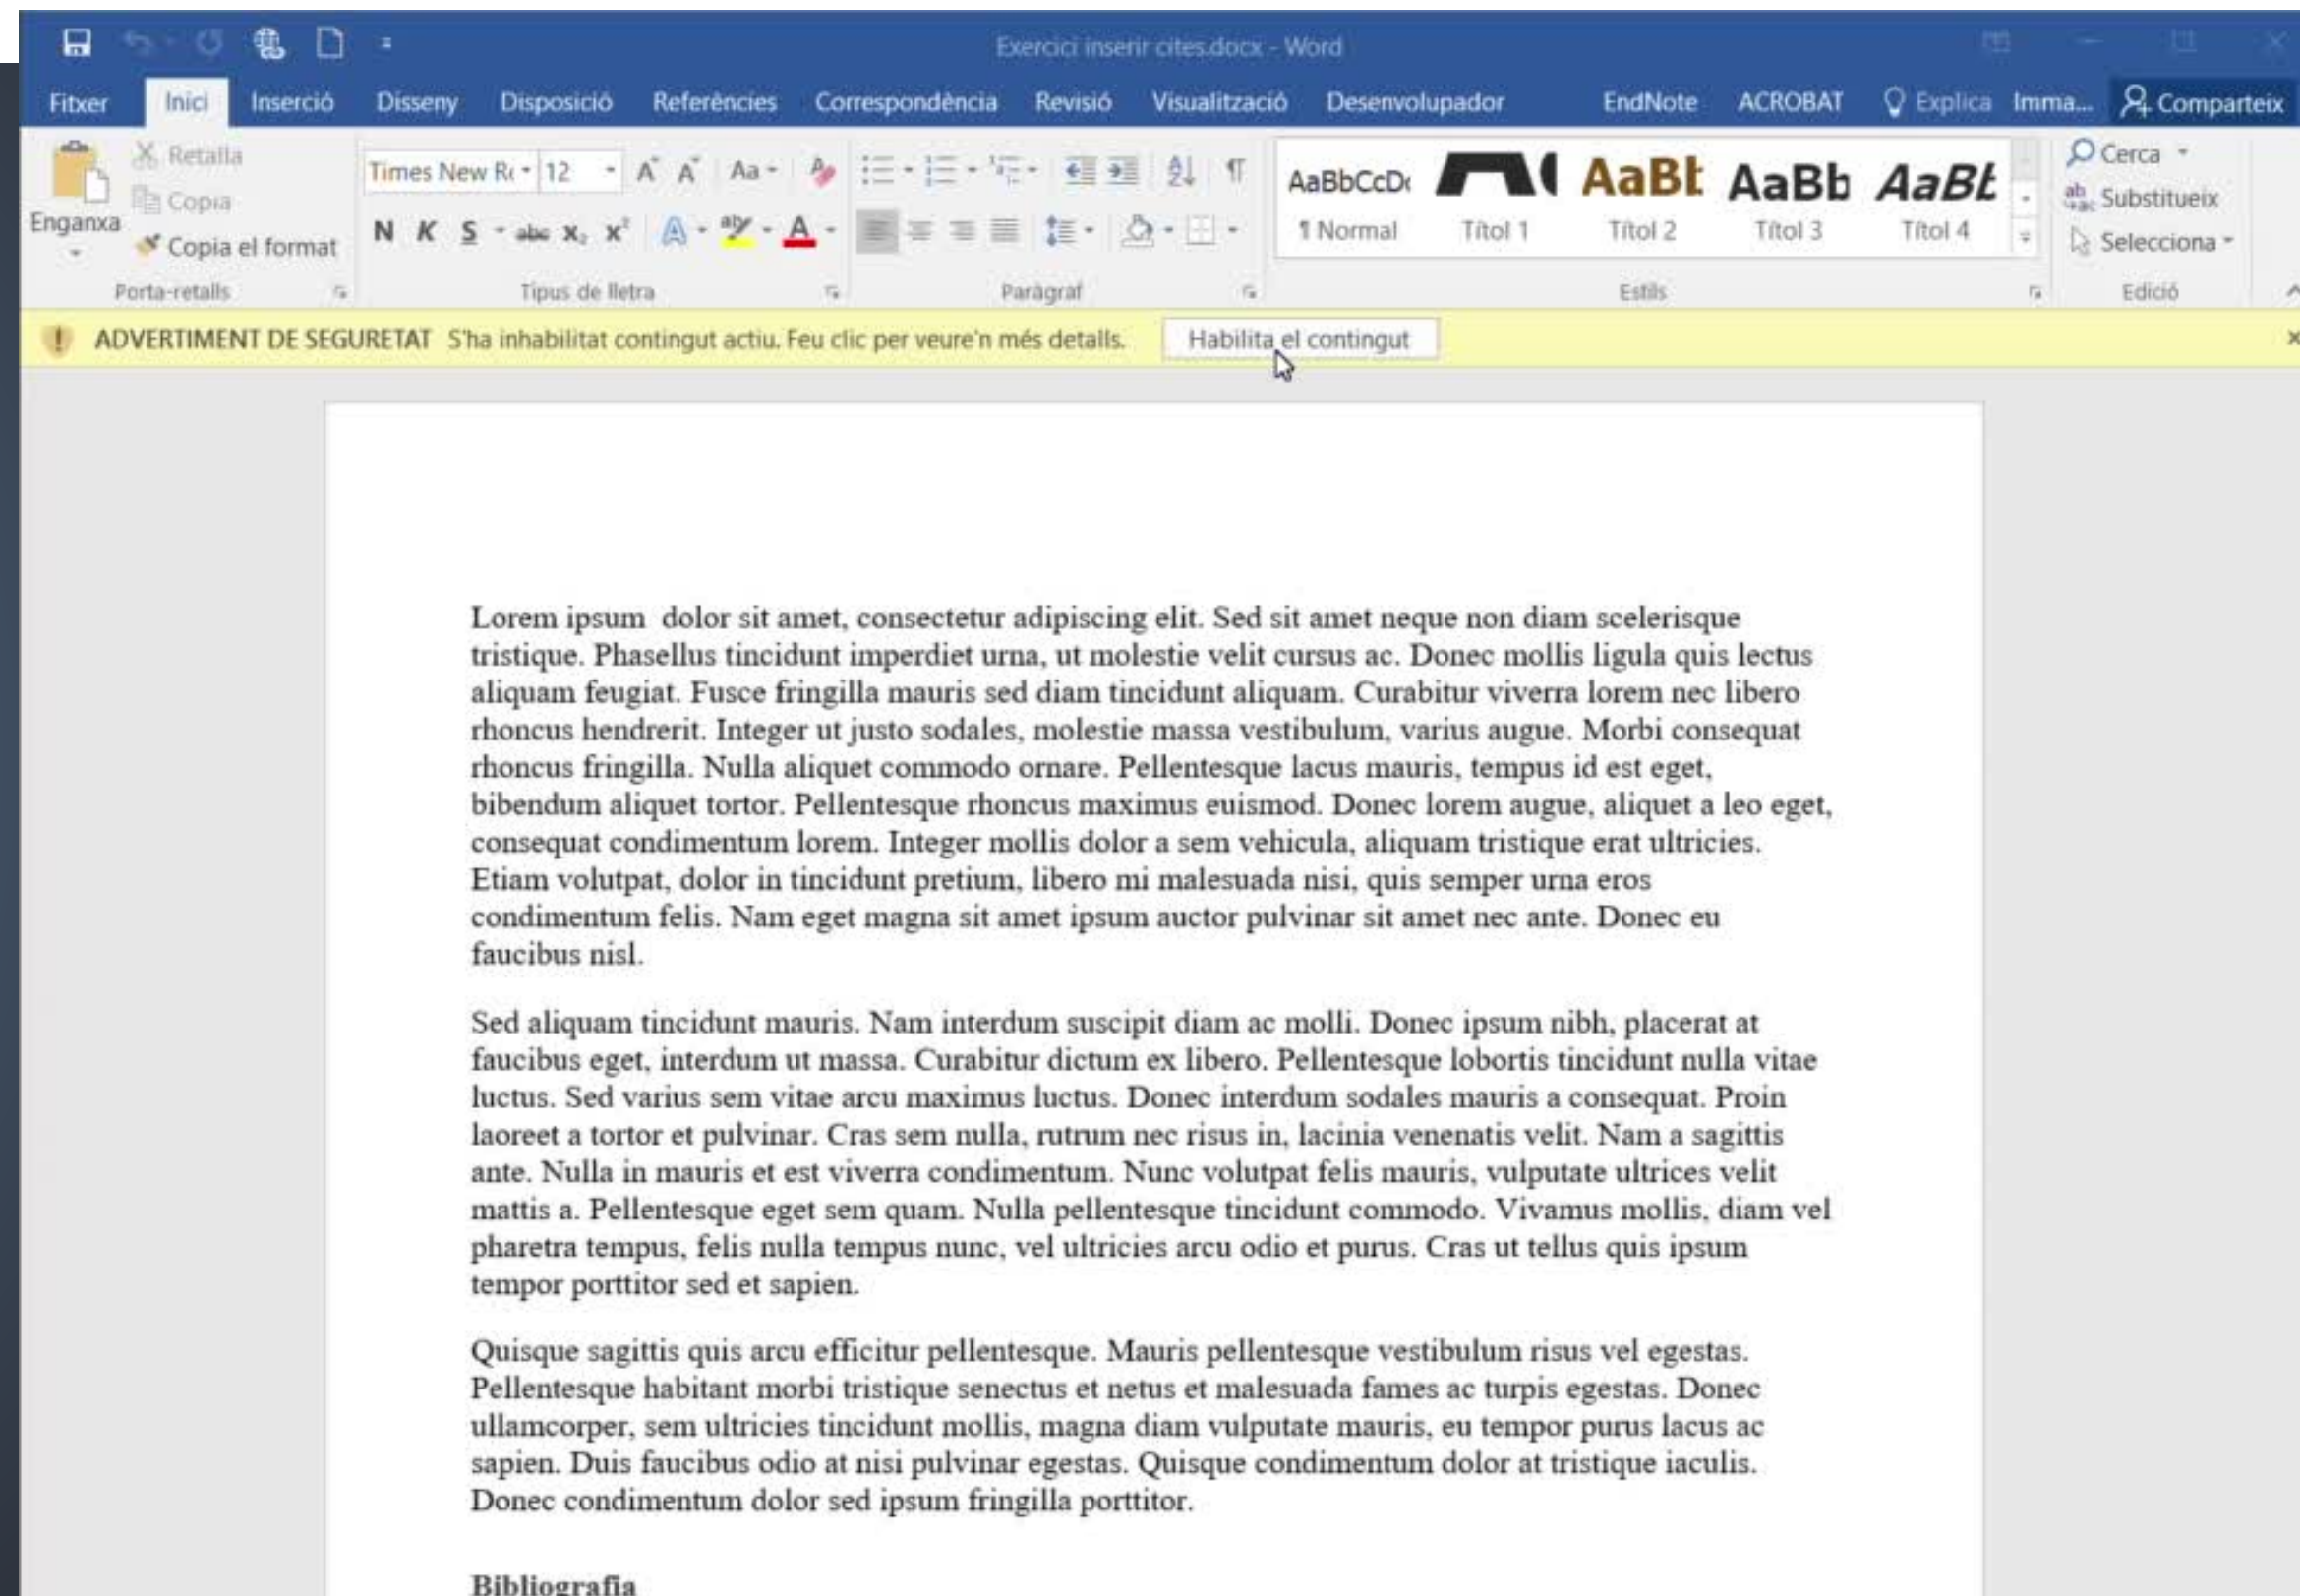 Exercici inserir cites.docx - Word
Fitxer Inici Inserció Disseny Disposició Referències Correspondència Revisió Visualització Desenvolupador EndNote ACROBAT Explica Imma... Comparteix
Enganxa
Retalla
Copia
Copia el format
Porta-retalls
Times New Ro 12
Aa
N K S abc X₂ X²
Tipus de lletra
Paràgraf
AaBbCcDc AaBb AaBb AaBb
¶ Normal Títol 1 Títol 2 Títol 3 Títol 4
Estils
Cerca
Substitueix
Selecciona
Edició
ADVERTIMENT DE SEGURETAT S'ha inhabilitat contingut actiu. Feu clic per veure'n més detalls. Habilita el contingut
Lorem ipsum dolor sit amet, consectetur adipiscing elit. Sed sit amet neque non diam scelerisque
tristique. Phasellus tincidunt imperdiet urna, ut molestie velit cursus ac. Donec mollis ligula quis lectus
aliquam feugiat. Fusce fringilla mauris sed diam tincidunt aliquam. Curabitur viverra lorem nec libero
rhoncus hendrerit. Integer ut justo sodales, molestie massa vestibulum, varius augue. Morbi consequat
rhoncus fringilla. Nulla aliquet commodo ornare. Pellentesque lacus mauris, tempus id est eget,
bibendum aliquet tortor. Pellentesque rhoncus maximus euismod. Donec lorem augue, aliquet a leo eget,
consequat condimentum lorem. Integer mollis dolor a sem vehicula, aliquam tristique erat ultricies.
Etiam volutpat, dolor in tincidunt pretium, libero mi malesuada nisi, quis semper urna eros
condimentum felis. Nam eget magna sit amet ipsum auctor pulvinar sit amet nec ante. Donec eu
faucibus nisl.
Sed aliquam tincidunt mauris. Nam interdum suscipit diam ac molli. Donec ipsum nibh, placerat at
faucibus eget, interdum ut massa. Curabitur dictum ex libero. Pellentesque lobortis tincidunt nulla vitae
luctus. Sed varius sem vitae arcu maximus luctus. Donec interdum sodales mauris a consequat. Proin
laoreet a tortor et pulvinar. Cras sem nulla, rutrum nec risus in, lacinia venenatis velit. Nam a sagittis
ante. Nulla in mauris et est viverra condimentum. Nunc volutpat felis mauris, vulputate ultrices velit
mattis a. Pellentesque eget sem quam. Nulla pellentesque tincidunt commodo. Vivamus mollis, diam vel
pharetra tempus, felis nulla tempus nunc, vel ultricies arcu odio et purus. Cras ut tellus quis ipsum
tempor porttitor sed et sapien.
Quisque sagittis quis arcu efficitur pellentesque. Mauris pellentesque vestibulum risus vel egestas.
Pellentesque habitant morbi tristique senectus et netus et malesuada fames ac turpis egestas. Donec
ullamcorper, sem ultricies tincidunt mollis, magna diam vulputate mauris, eu tempor purus lacus ac
sapien. Duis faucibus odio at nisi pulvinar egestas. Quisque condimentum dolor at tristique iaculis.
Donec condimentum dolor sed ipsum fringilla porttitor.
Bibliografia